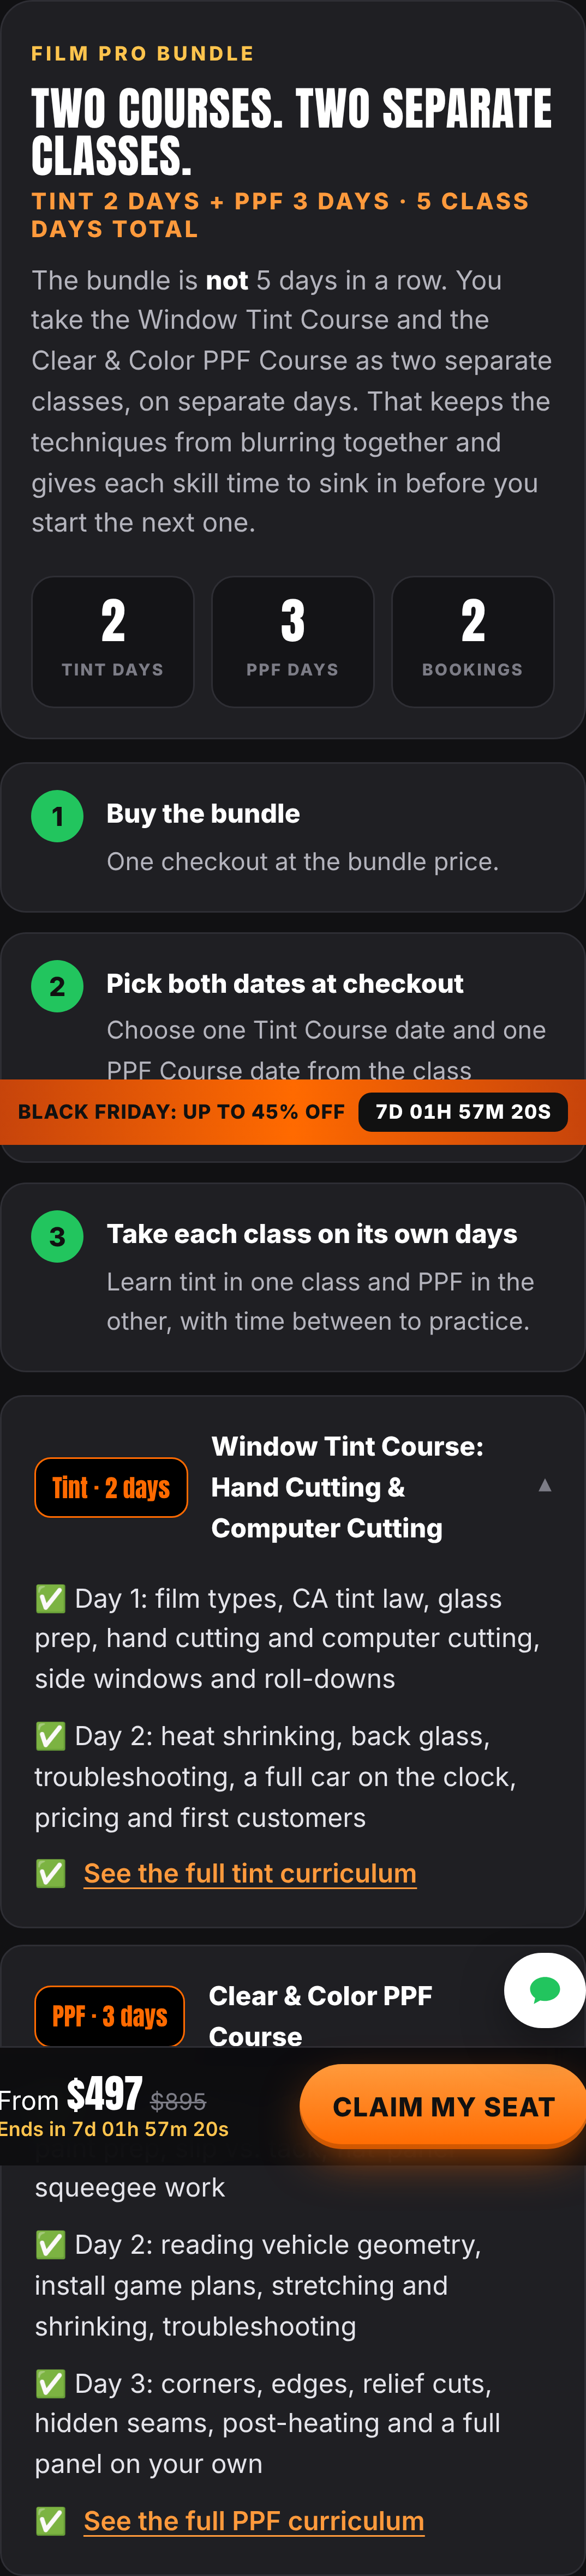 FILM PRO BUNDLE
TWO COURSES. TWO SEPARATE
CLASSES.
TINT 2 DAYS + PPF 3 DAYS · 5 CLASS
DAYS TOTAL
The bundle is not 5 days in a row. You
take the Window Tint Course and the
Clear & Color PPF Course as two separate
classes, on separate days. That keeps the
techniques from blurring together and
gives each skill time to sink in before you
start the next one.
2
TINT DAYS
3
PPF DAYS
2
BOOKINGS
1
Buy the bundle
One checkout at the bundle price.
2
Pick both dates at checkout
Choose one Tint Course date and one
PPF Course date from the class
BLACK FRIDAY: UP TO 45% OFF 7D 01H 57M 20S
3
Take each class on its own days
Learn tint in one class and PPF in the
other, with time between to practice.
Tint · 2 days
Window Tint Course:
Hand Cutting &
Computer Cutting
▲
✅ Day 1: film types, CA tint law, glass
prep, hand cutting and computer cutting,
side windows and roll-downs
✅ Day 2: heat shrinking, back glass,
troubleshooting, a full car on the clock,
pricing and first customers
✅ See the full tint curriculum
PPF · 3 days
Clear & Color PPF
Course
From $497 $895
Ends in 7d 01h 57m 20s
CLAIM MY SEAT
squeegee work
✅ Day 2: reading vehicle geometry,
install game plans, stretching and
shrinking, troubleshooting
✅ Day 3: corners, edges, relief cuts,
hidden seams, post-heating and a full
panel on your own
✅ See the full PPF curriculum